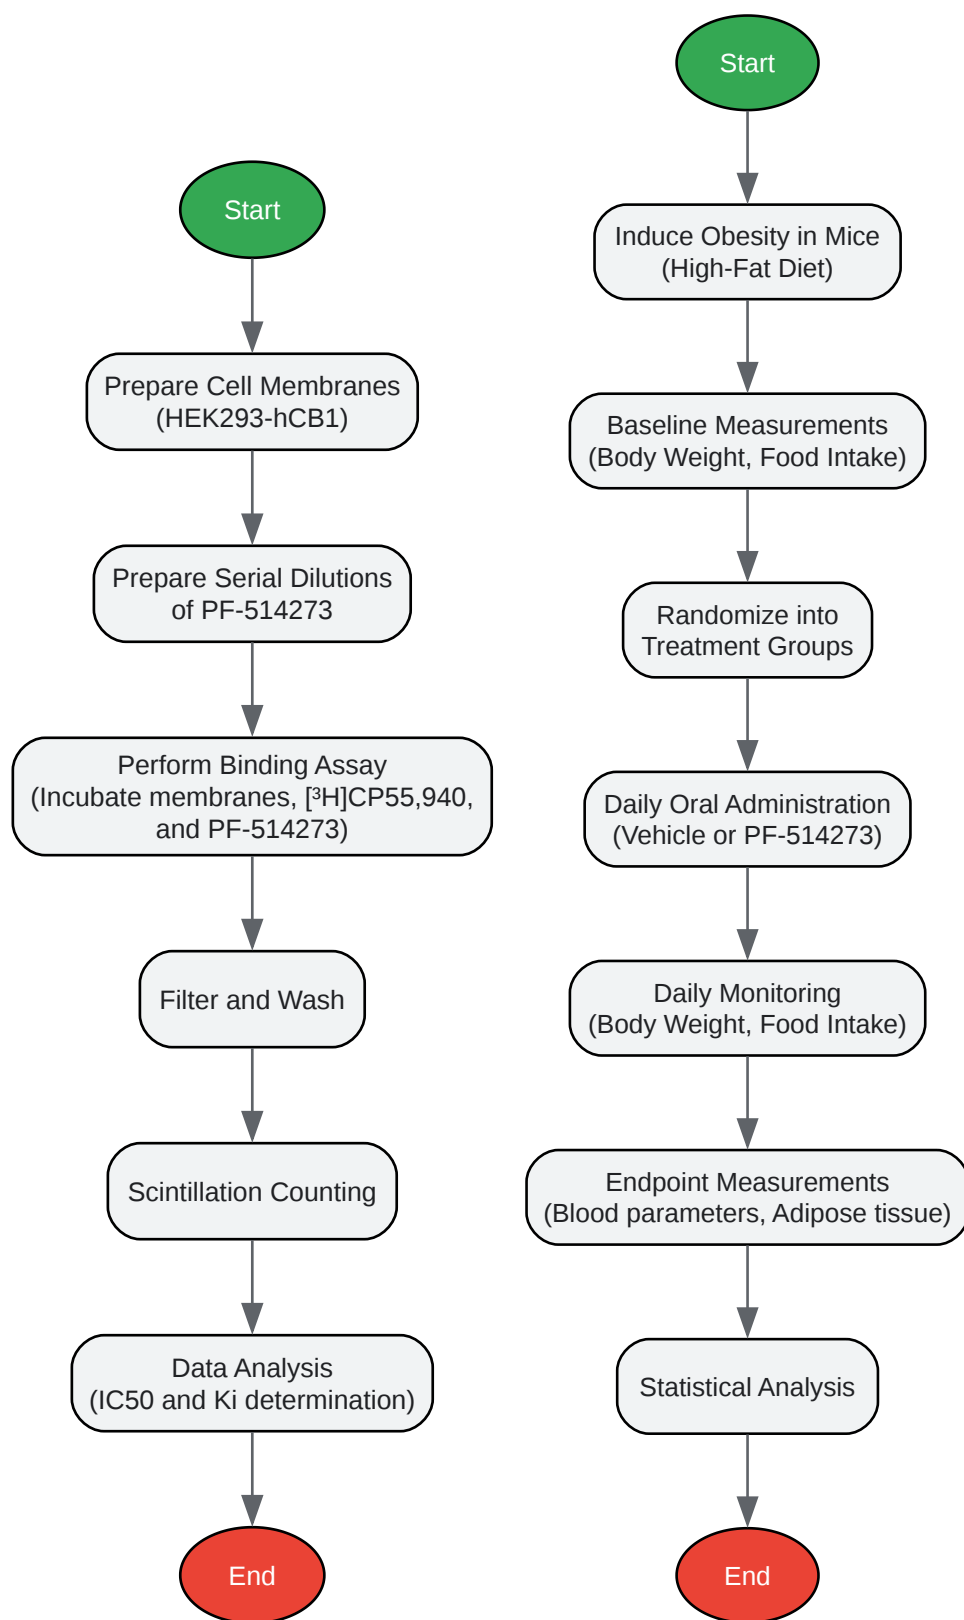 Start
Prepare Cell Membranes
(HEK293-hCB1)
Prepare Serial Dilutions
of PF-514273
Perform Binding Assay
(Incubate membranes, [³H]CP55,940,
and PF-514273)
Filter and Wash
Scintillation Counting
Data Analysis
(IC50 and Ki determination)
End
Start
Induce Obesity in Mice
(High-Fat Diet)
Baseline Measurements
(Body Weight, Food Intake)
Randomize into
Treatment Groups
Daily Oral Administration
(Vehicle or PF-514273)
Daily Monitoring
(Body Weight, Food Intake)
Endpoint Measurements
(Blood parameters, Adipose tissue)
Statistical Analysis
End